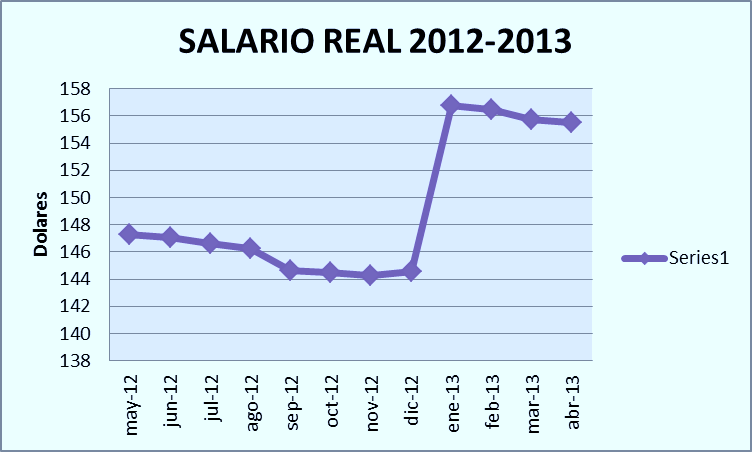 SALARIO REAL 2012-2013
158
156
154
152
150
148
146
144
142
140
138
Dolares
may-12
jun-12
jul-12
ago-12
sep-12
oct-12
nov-12
dic-12
ene-13
feb-13
mar-13
abr-13
Series1